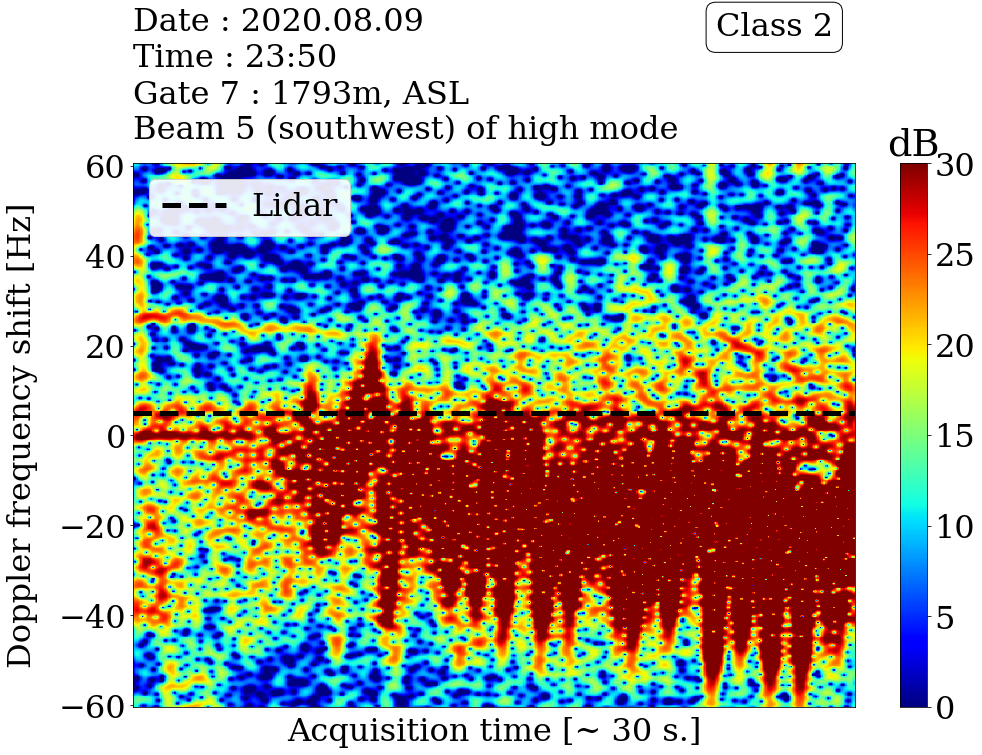 Date : 2020.08.09
Time : 23:50
Gate 7 : 1793m, ASL
Beam 5 (southwest) of high mode
Class 2
dB
Lidar
Doppler frequency shift [Hz]
60
40
20
0
−20
−40
−60
30
25
20
15
10
5
0
Acquisition time [~ 30 s.]